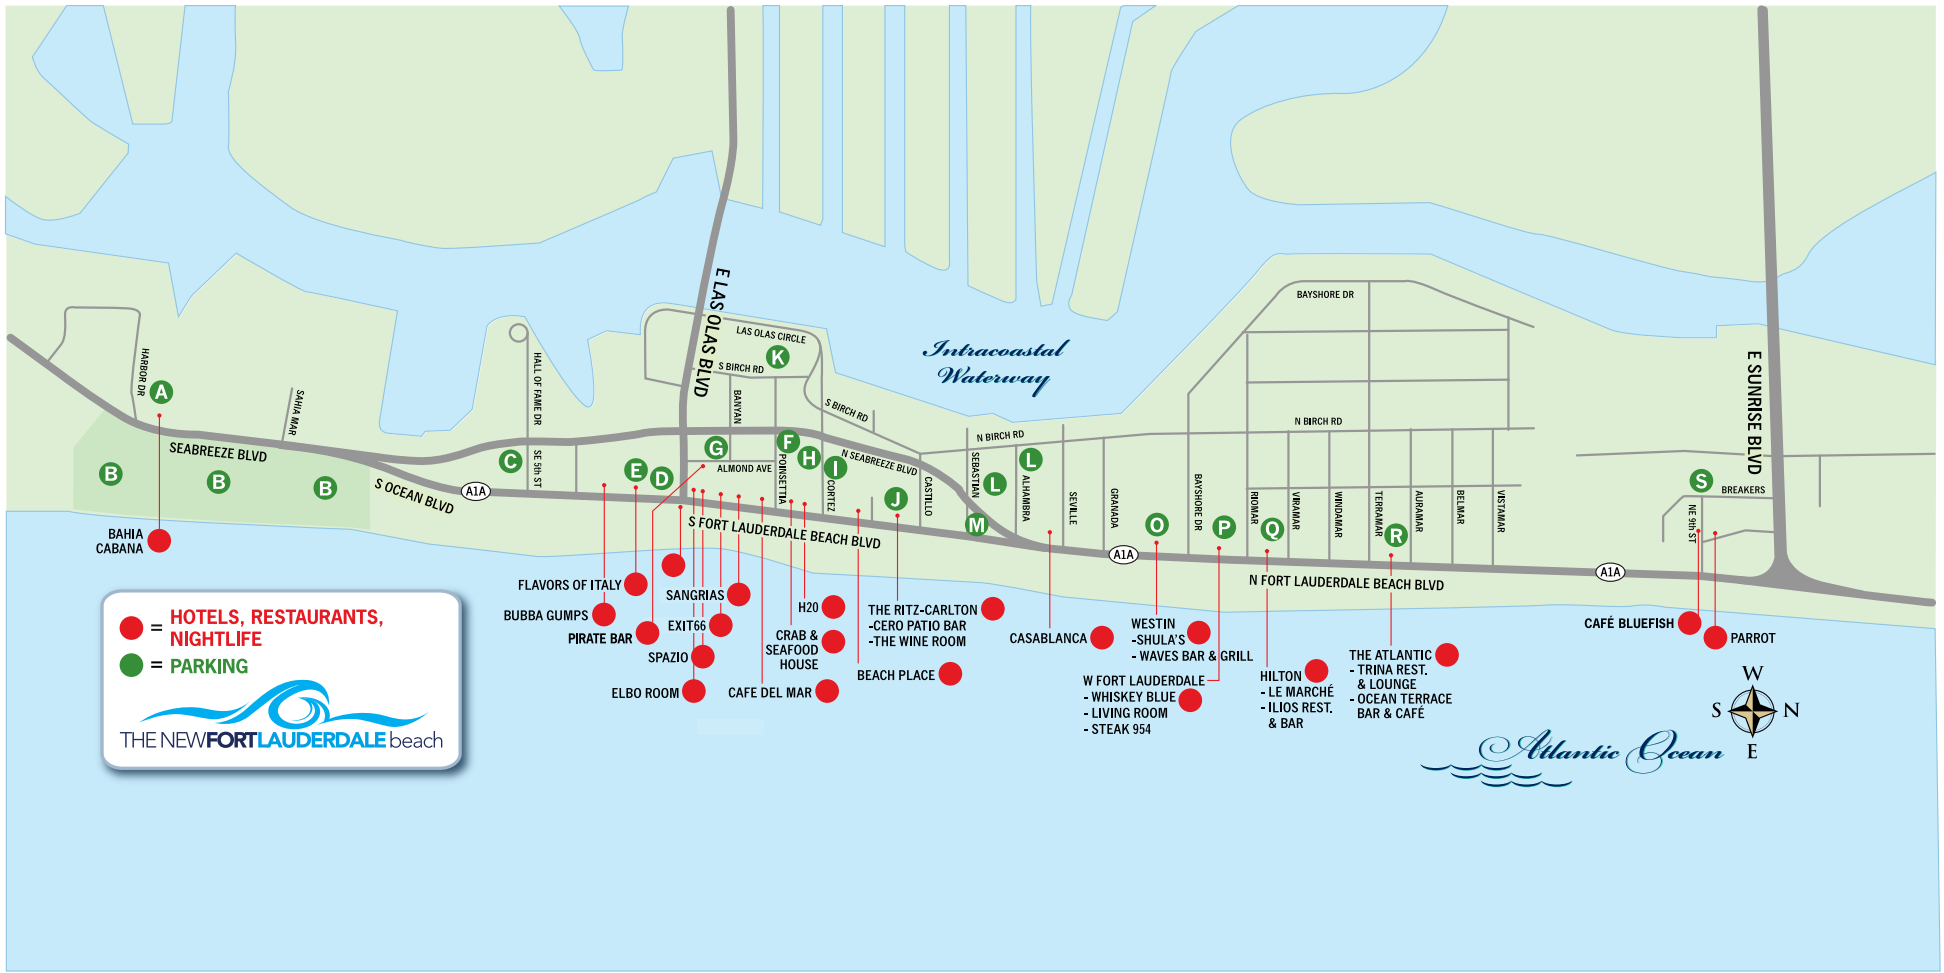 E LAS OLAS BLVD
LAS OLAS CIRCLE
K
S BIRCH RD
BANYAN
S BIRCH RD
Intracoastal
Waterway
BAYSHORE DR
E SUNRISE BLVD
HARBOR DR
A
SAHIA MAR
HALL OF FAME DR
SEABREEZE BLVD
B
B
B
S OCEAN BLVD
A1A
C
SE 5th ST
E
D
G
F
H
I
ALMOND AVE
POINSETTIA
CORTEZ
N SEABREEZE BLVD
J
CASTILLO
N BIRCH RD
SEBASTIAN
L
L
M
ALHAMBRA
SEVILLE
GRANADA
O
BAYSHORE DR
P
N BIRCH RD
RIOMAR
Q
VIRAMAR
WINDAMAR
TERRAMAR
R
AURAMAR
BELMAR
VISTAMAR
S
BREAKERS
NE 9th ST
S FORT LAUDERDALE BEACH BLVD
A1A
N FORT LAUDERDALE BEACH BLVD
A1A
BAHIA
CABANA
FLAVORS OF ITALY
BUBBA GUMPS
PIRATE BAR
SANGRIAS
EXIT66
SPAZIO
ELBO ROOM
CAFE DEL MAR
H20
CRAB &
SEAFOOD
HOUSE
THE RITZ-CARLTON
-CERO PATIO BAR
-THE WINE ROOM
BEACH PLACE
CASABLANCA
WESTIN
-SHULA'S
- WAVES BAR & GRILL
W FORT LAUDERDALE
- WHISKEY BLUE
- LIVING ROOM
- STEAK 954
HILTON
- LE MARCHÉ
- ILIOS REST.
& BAR
THE ATLANTIC
- TRINA REST.
& LOUNGE
- OCEAN TERRACE
BAR & CAFÉ
CAFÉ BLUEFISH
PARROT
= HOTELS, RESTAURANTS,
NIGHTLIFE
= PARKING
THE NEWFORTLAUDERDALE beach
W
S N
E
Atlantic Ocean